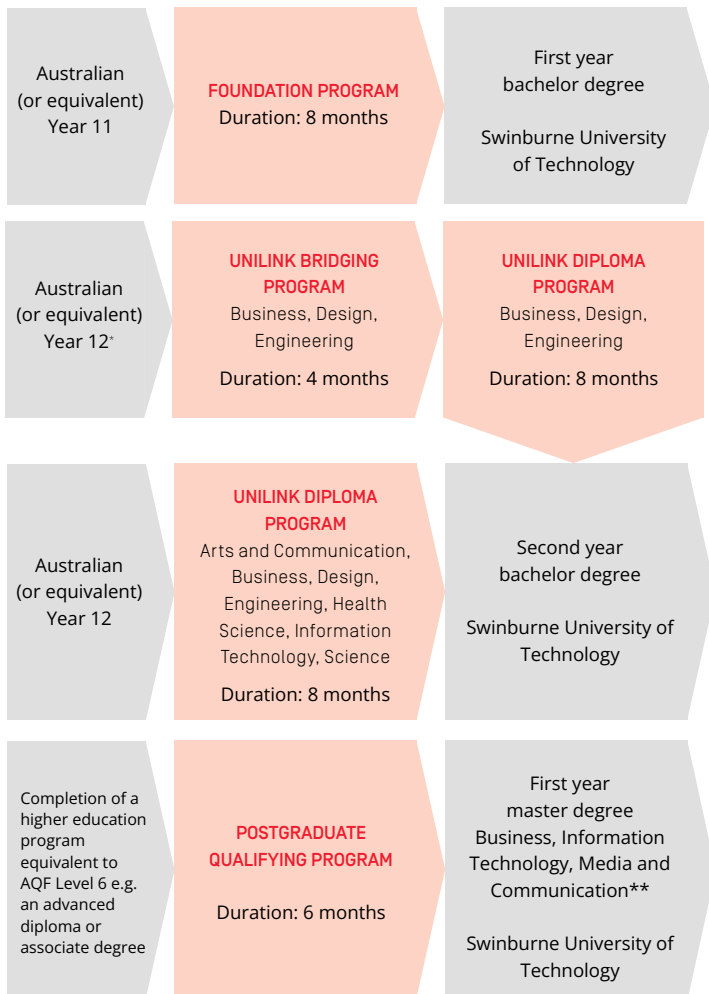 Australian
(or equivalent)
Year 11
FOUNDATION PROGRAM
Duration: 8 months
First year
bachelor degree
Swinburne University
of Technology
Australian
(or equivalent)
Year 12*
UNILINK BRIDGING
PROGRAM
Business, Design,
Engineering
Duration: 4 months
UNILINK DIPLOMA
PROGRAM
Business, Design,
Engineering
Duration: 8 months
Australian
(or equivalent)
Year 12
UNILINK DIPLOMA
PROGRAM
Arts and Communication,
Business, Design,
Engineering, Health
Science, Information
Technology, Science
Duration: 8 months
Second year
bachelor degree
Swinburne University of
Technology
Completion of a
higher education
program
equivalent to
AQF Level 6 e.g.
an advanced
diploma or
associate degree
POSTGRADUATE
QUALIFYING PROGRAM
Duration: 6 months
First year
master degree
Business, Information
Technology, Media and
Communication**
Swinburne University of
Technology